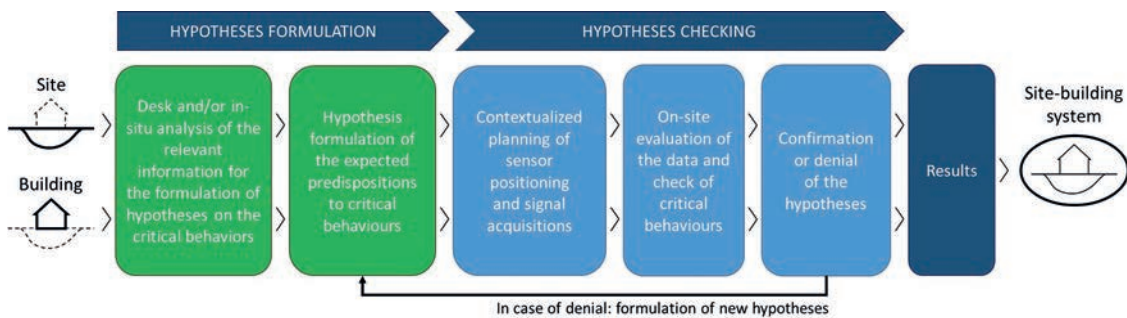 HYPOTHESES FORMULATION
HYPOTHESES CHECKING
Site
Building
Desk and/or in-
situ analysis of the
relevant
information for
the formulation of
hypotheses on the
critical behaviors
Hypothesis
formulation of
the expected
predispositions
to critical
behaviours
Contextualized
planning of
sensor
positioning
and signal
acquisitions
On-site
evaluation of
the data and
check of
critical
behaviours
Confirmation
or denial
of the
hypotheses
Results
Site-building
system
In case of denial: formulation of new hypotheses